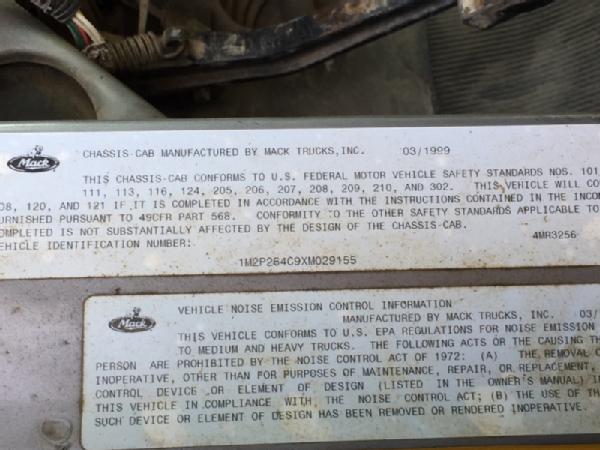 Mack
CHASSIS-CAB MANUFACTURED BY MACK TRUCKS, INC. 03/1999
THIS CHASSIS-CAB CONFORMS TO U.S. FEDERAL MOTOR VEHICLE SAFETY STANDARDS NOS. 101,
111, 113, 116, 124, 205, 206, 207, 208, 209, 210, AND 302. THIS VEHICLE WILL CO
08, 120, AND 121 IF IT IS COMPLETED IN ACCORDANCE WITH THE INSTRUCTIONS CONTAINED IN THE INCOM
URNISHED PURSUANT TO 49CFR PART 568. CONFORMITY TO THE OTHER SAFETY STANDARDS APPLICABLE TO
COMPLETED IS NOT SUBSTANTIALLY AFFECTED BY THE DESIGN OF THE CHASSIS-CAB.
EHICLE IDENTIFICATION NUMBER: 4MR3256
1M2P264C9XM029155
Mack
VEHICLE NOISE EMISSION CONTROL INFORMATION
MANUFACTURED BY MACK TRUCKS, INC. 03/
THIS VEHICLE CONFORMS TO U.S. EPA REGULATIONS FOR NOISE EMISSION
TO MEDIUM AND HEAVY TRUCKS. THE FOLLOWING ACTS OR THE CAUSING TH
PERSON ARE PROHIBITED BY THE NOISE CONTROL ACT OF 1972: (A) THE REMOVAL O
INOPERATIVE, OTHER THAN FOR PURPOSES OF MAINTENANCE, REPAIR, OR REPLACEMENT,
CONTROL DEVICE OR ELEMENT OF DESIGN (LISTED IN THE OWNER'S MANUAL) I
THIS VEHICLE IN COMPLIANCE WITH THE NOISE CONTROL ACT; (B) THE USE OF TH
SUCH DEVICE OR ELEMENT OF DESIGN HAS BEEN REMOVED OR RENDERED INOPERATIVE.